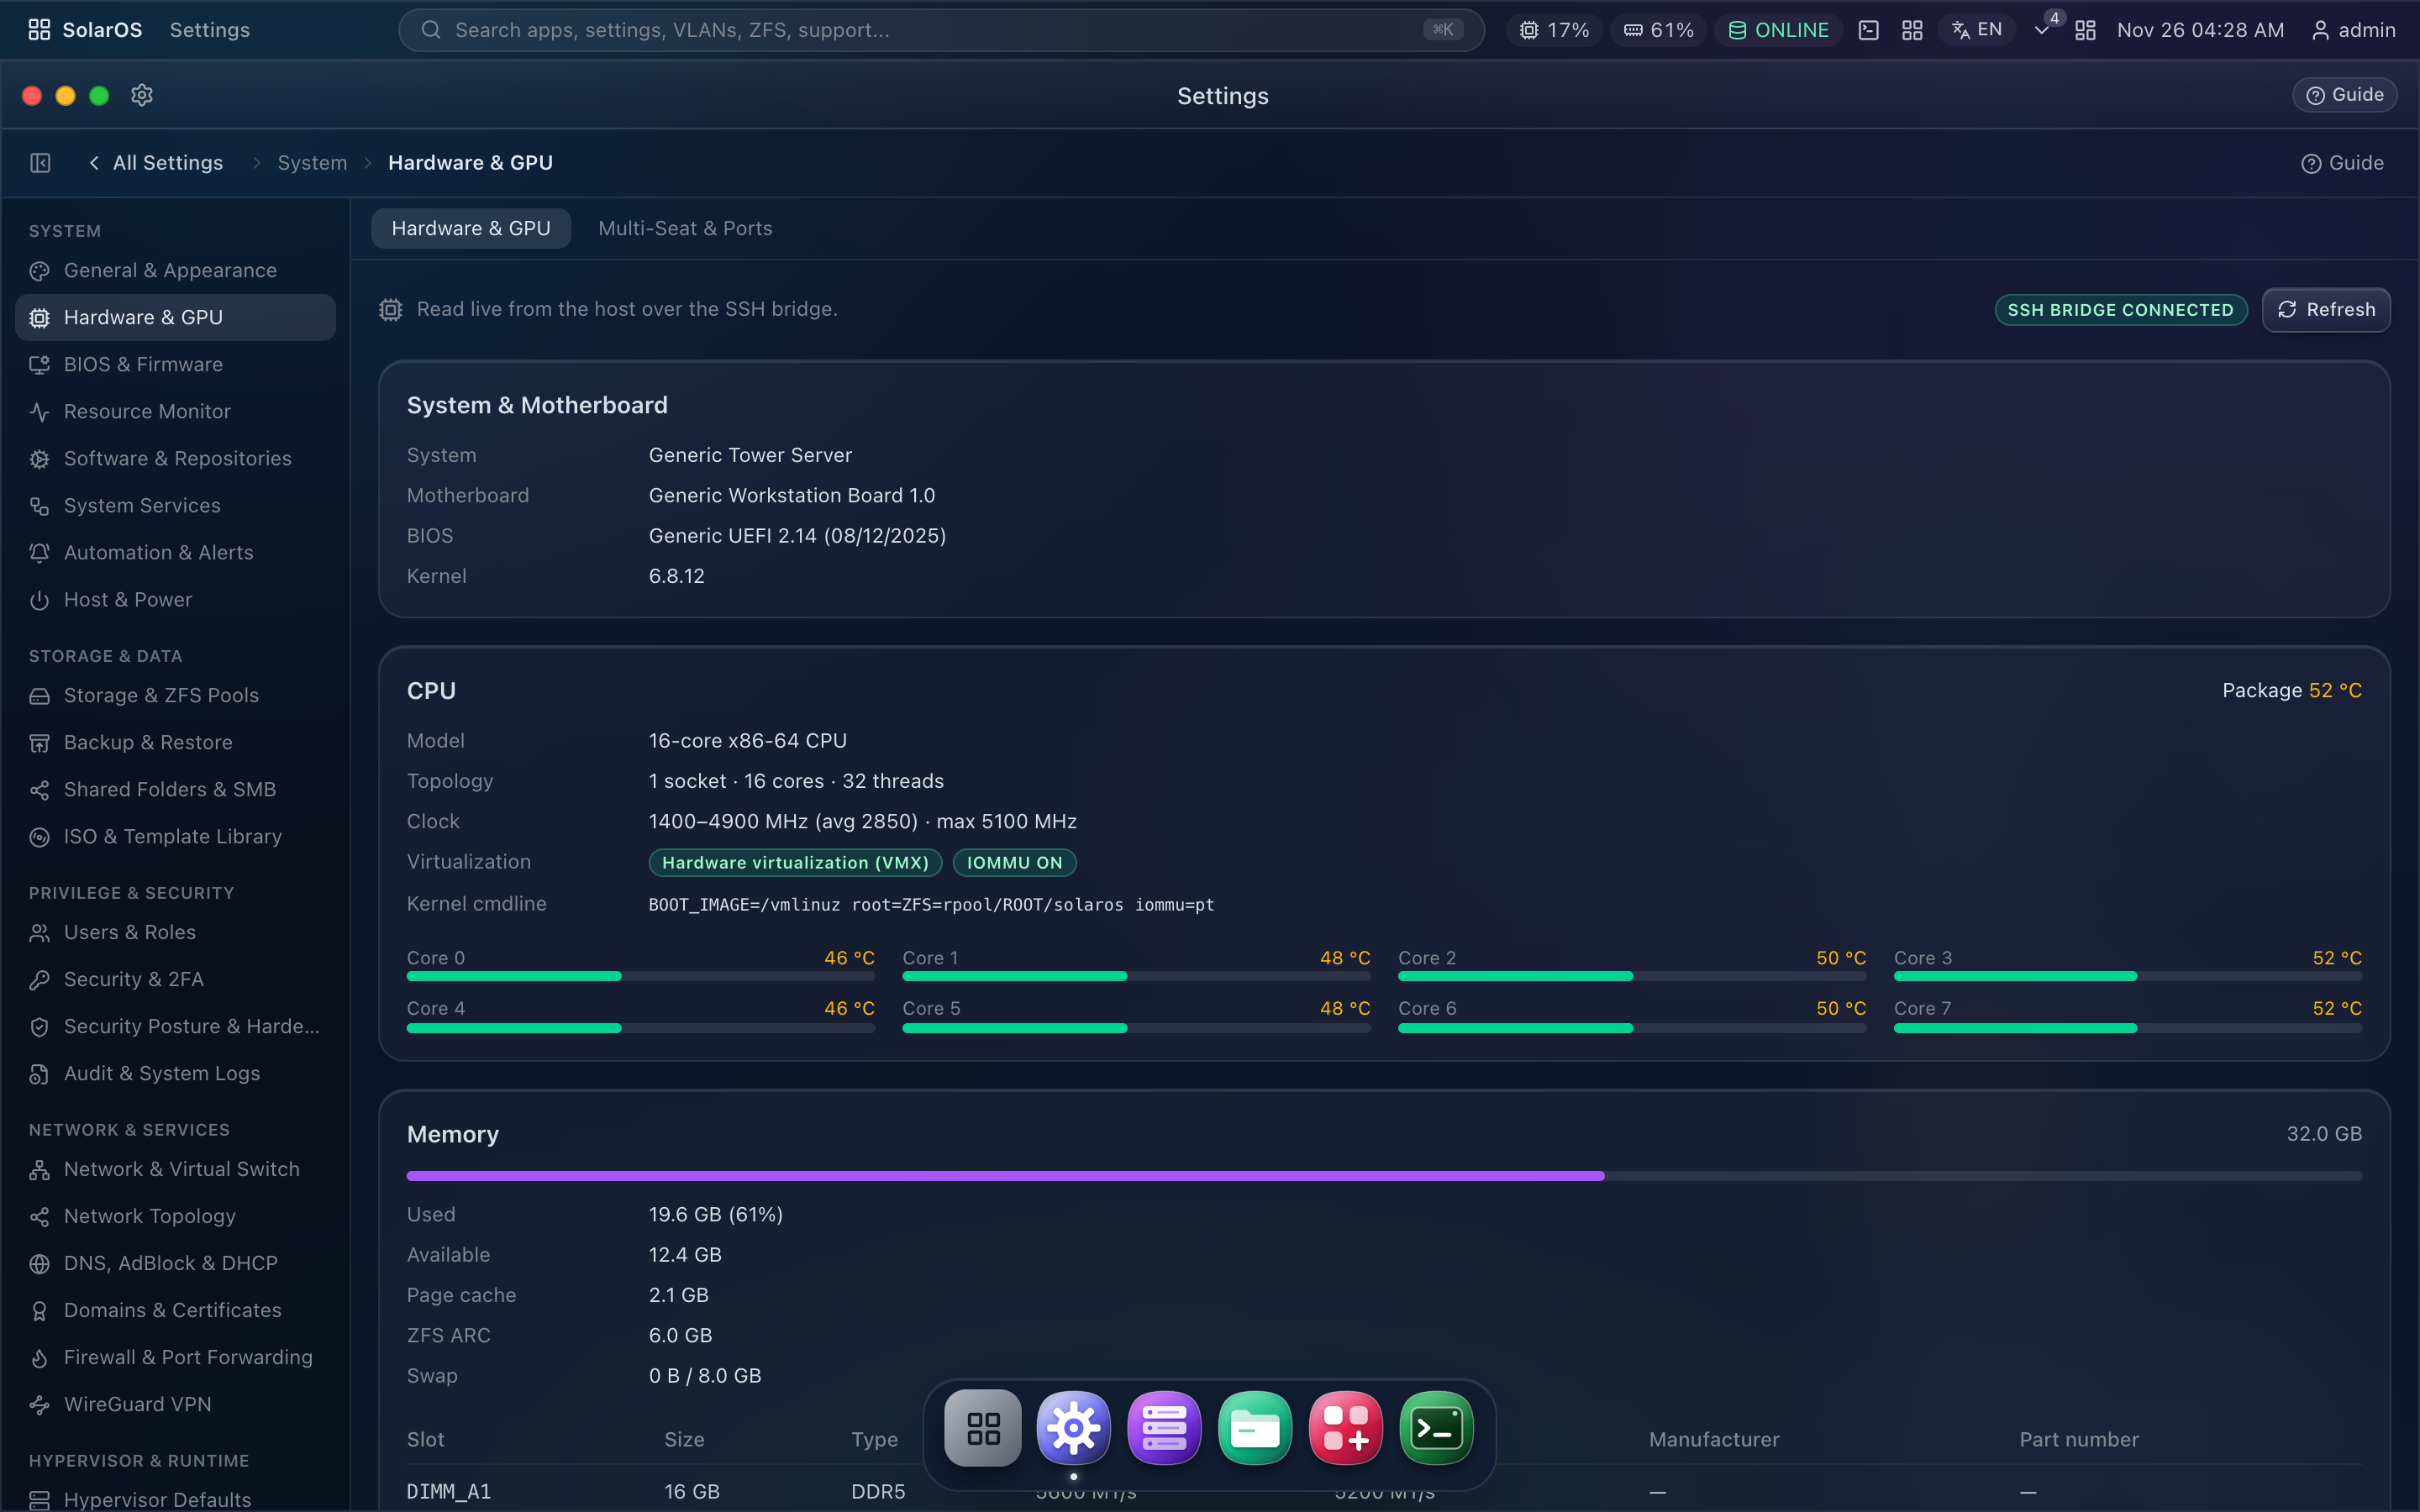 SolarOS Settings Search apps, settings, VLANs, ZFS, support... ⌘K 17% 61% ONLINE EN 4 Nov 26 04:28 AM admin
Settings Guide
All Settings System Hardware & GPU Guide
SYSTEM
General & Appearance
Hardware & GPU
BIOS & Firmware
Resource Monitor
Software & Repositories
System Services
Automation & Alerts
Host & Power
STORAGE & DATA
Storage & ZFS Pools
Backup & Restore
Shared Folders & SMB
ISO & Template Library
PRIVILEGE & SECURITY
Users & Roles
Security & 2FA
Security Posture & Harde...
Audit & System Logs
NETWORK & SERVICES
Network & Virtual Switch
Network Topology
DNS, AdBlock & DHCP
Domains & Certificates
Firewall & Port Forwarding
WireGuard VPN
HYPERVISOR & RUNTIME
Hypervisor Defaults
Hardware & GPU Multi-Seat & Ports
Read live from the host over the SSH bridge. SSH BRIDGE CONNECTED Refresh
System & Motherboard
System Generic Tower Server
Motherboard Generic Workstation Board 1.0
BIOS Generic UEFI 2.14 (08/12/2025)
Kernel 6.8.12
CPU Package 52 °C
Model 16-core x86-64 CPU
Topology 1 socket · 16 cores · 32 threads
Clock 1400–4900 MHz (avg 2850) · max 5100 MHz
Virtualization Hardware virtualization (VMX) IOMMU ON
Kernel cmdline BOOT_IMAGE=/vmlinuz root=ZFS=rpool/ROOT/solaros iommu=pt
Core 0 46 °C Core 1 48 °C Core 2 50 °C Core 3 52 °C
Core 4 46 °C Core 5 48 °C Core 6 50 °C Core 7 52 °C
Memory 32.0 GB
Used 19.6 GB (61%)
Available 12.4 GB
Page cache 2.1 GB
ZFS ARC 6.0 GB
Swap 0 B / 8.0 GB
Slot Size Type Manufacturer Part number
DIMM_A1 16 GB DDR5 5600 MT/s 5200 MT/s — —